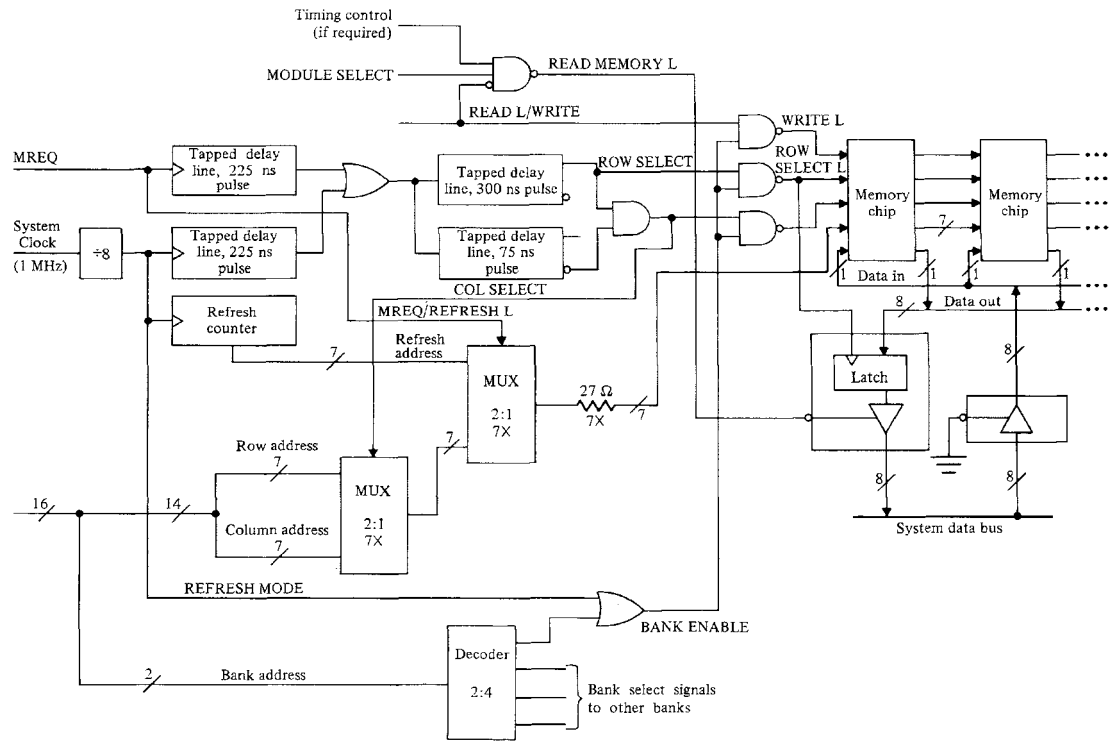 Timing control
(if required)
MODULE SELECT
READ MEMORY L
READ L/WRITE
MREQ
Tapped delay
line, 225 ns
pulse
System
Clock
(1 MHz)
÷8
Tapped delay
line, 225 ns
pulse
Refresh
counter
Tapped delay
line, 300 ns pulse
Tapped delay
line, 75 ns
pulse
ROW SELECT
COL SELECT
MREQ/REFRESH L
Refresh
address
7
MUX
2:1
7X
27 Ω
7X
7
WRITE L
ROW
SELECT L
Memory
chip
7
Memory
chip
1
Data in
1
1
1
8
Data out
Latch
8
8
8
System data bus
Row address
7
7
16
14
Column address
7
MUX
2:1
7X
REFRESH MODE
BANK ENABLE
2
Bank address
Decoder
2:4
Bank select signals
to other banks